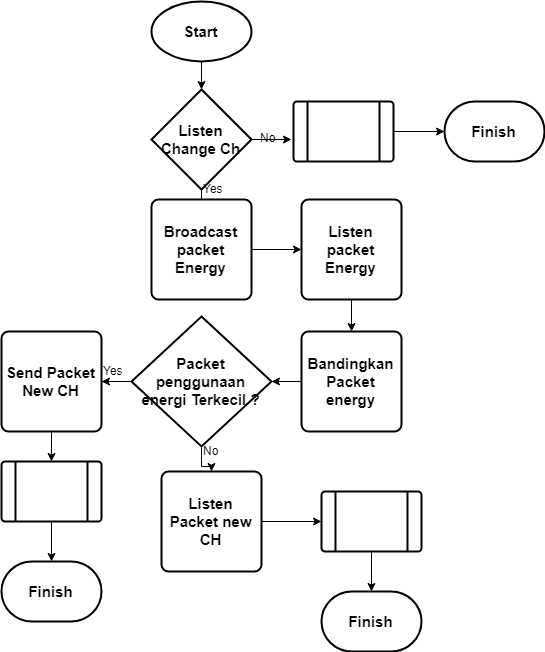 Start
Listen
Change Ch
No
Finish
Yes
Broadcast
packet
Energy
Listen
packet
Energy
Bandingkan
Packet
energy
Packet
penggunaan
energi Terkecil ?
Yes
Send Packet
New CH
No
Listen
Packet new
CH
Finish
Finish